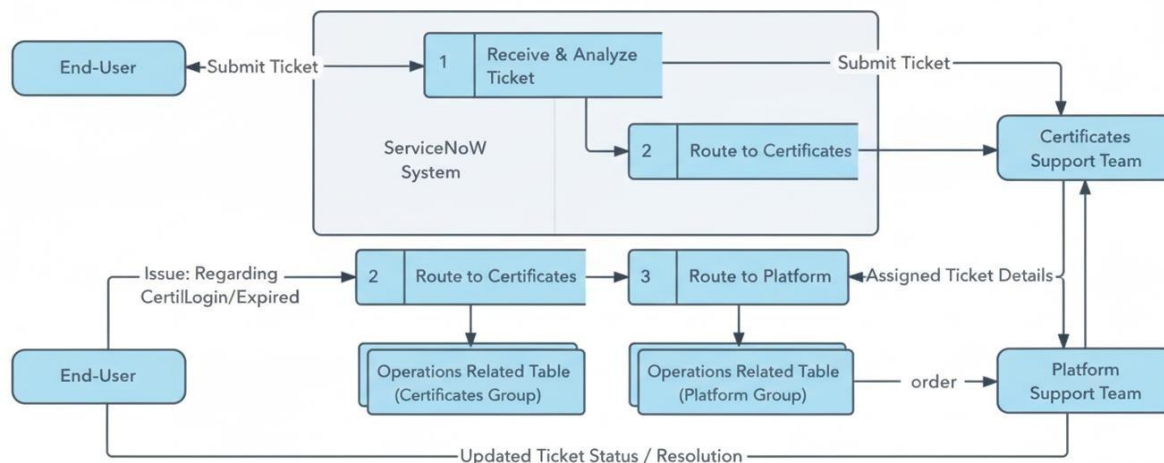 End-User
Submit Ticket
1
Receive & Analyze
Ticket
Submit Ticket
ServiceNoW
System
2
Route to Certificates
Certificates
Support Team
Issue: Regarding
CertilLogin/Expired
2
Route to Certificates
3
Route to Platform
Assigned Ticket Details
End-User
Operations Related Table
(Certificates Group)
Operations Related Table
(Platform Group)
order
Platform
Support Team
Updated Ticket Status / Resolution